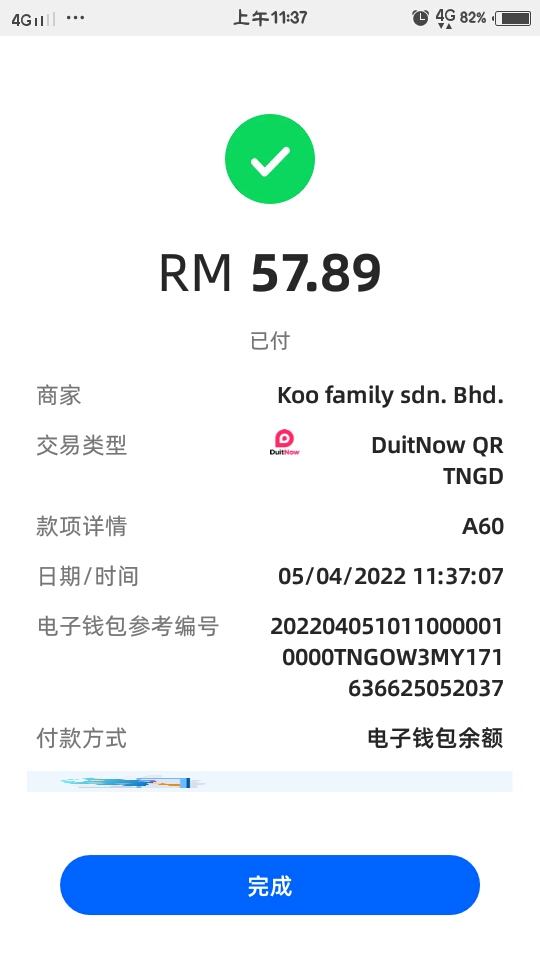 4G ••• 上午11:37 4G 82%
RM 57.89
已付
商家 Koo family sdn. Bhd.
交易类型 DuitNow DuitNow QR
TNGD
款项详情 A60
日期/时间 05/04/2022 11:37:07
电子钱包参考编号 202204051011000001
0000TNGOW3MY171
636625052037
付款方式 电子钱包余额
完成